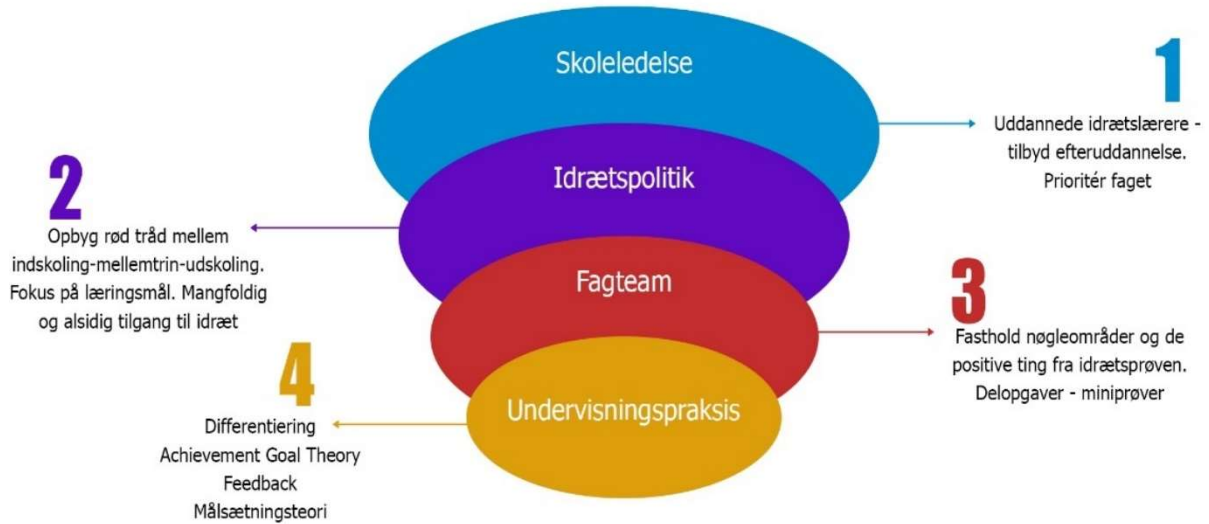 Skoleledelse
1
Uddannede idrætslærere -
tilbyd efteruddannelse.
Prioritér faget
Idrætspolitik
2
Opbyg rød tråd mellem
indskoling-mellemtrin-udskoling.
Fokus på læringsmål. Mangfoldig
og alsidig tilgang til idræt
Fagteam
3
Fasthold nøgleområder og de
positive ting fra idrætsprøven.
Delopgaver - miniprøver
Undervisningspraksis
4
Differentiering
Achievement Goal Theory
Feedback
Målsætningsteori